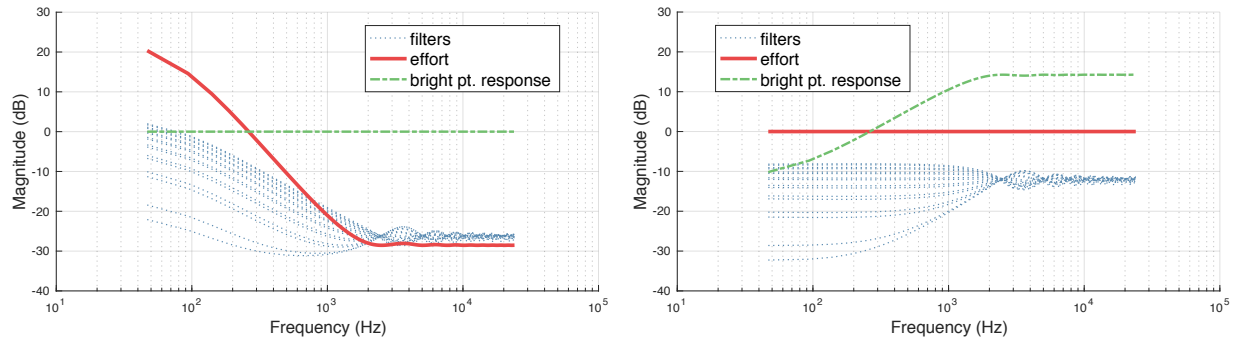 30
20
10
0
-10
-20
-30
-40
Magnitude (dB)
10^1
10^2
10^3
10^4
10^5
Frequency (Hz)
filters
effort
bright pt. response
30
20
10
0
-10
-20
-30
-40
Magnitude (dB)
10^1
10^2
10^3
10^4
10^5
Frequency (Hz)
filters
effort
bright pt. response